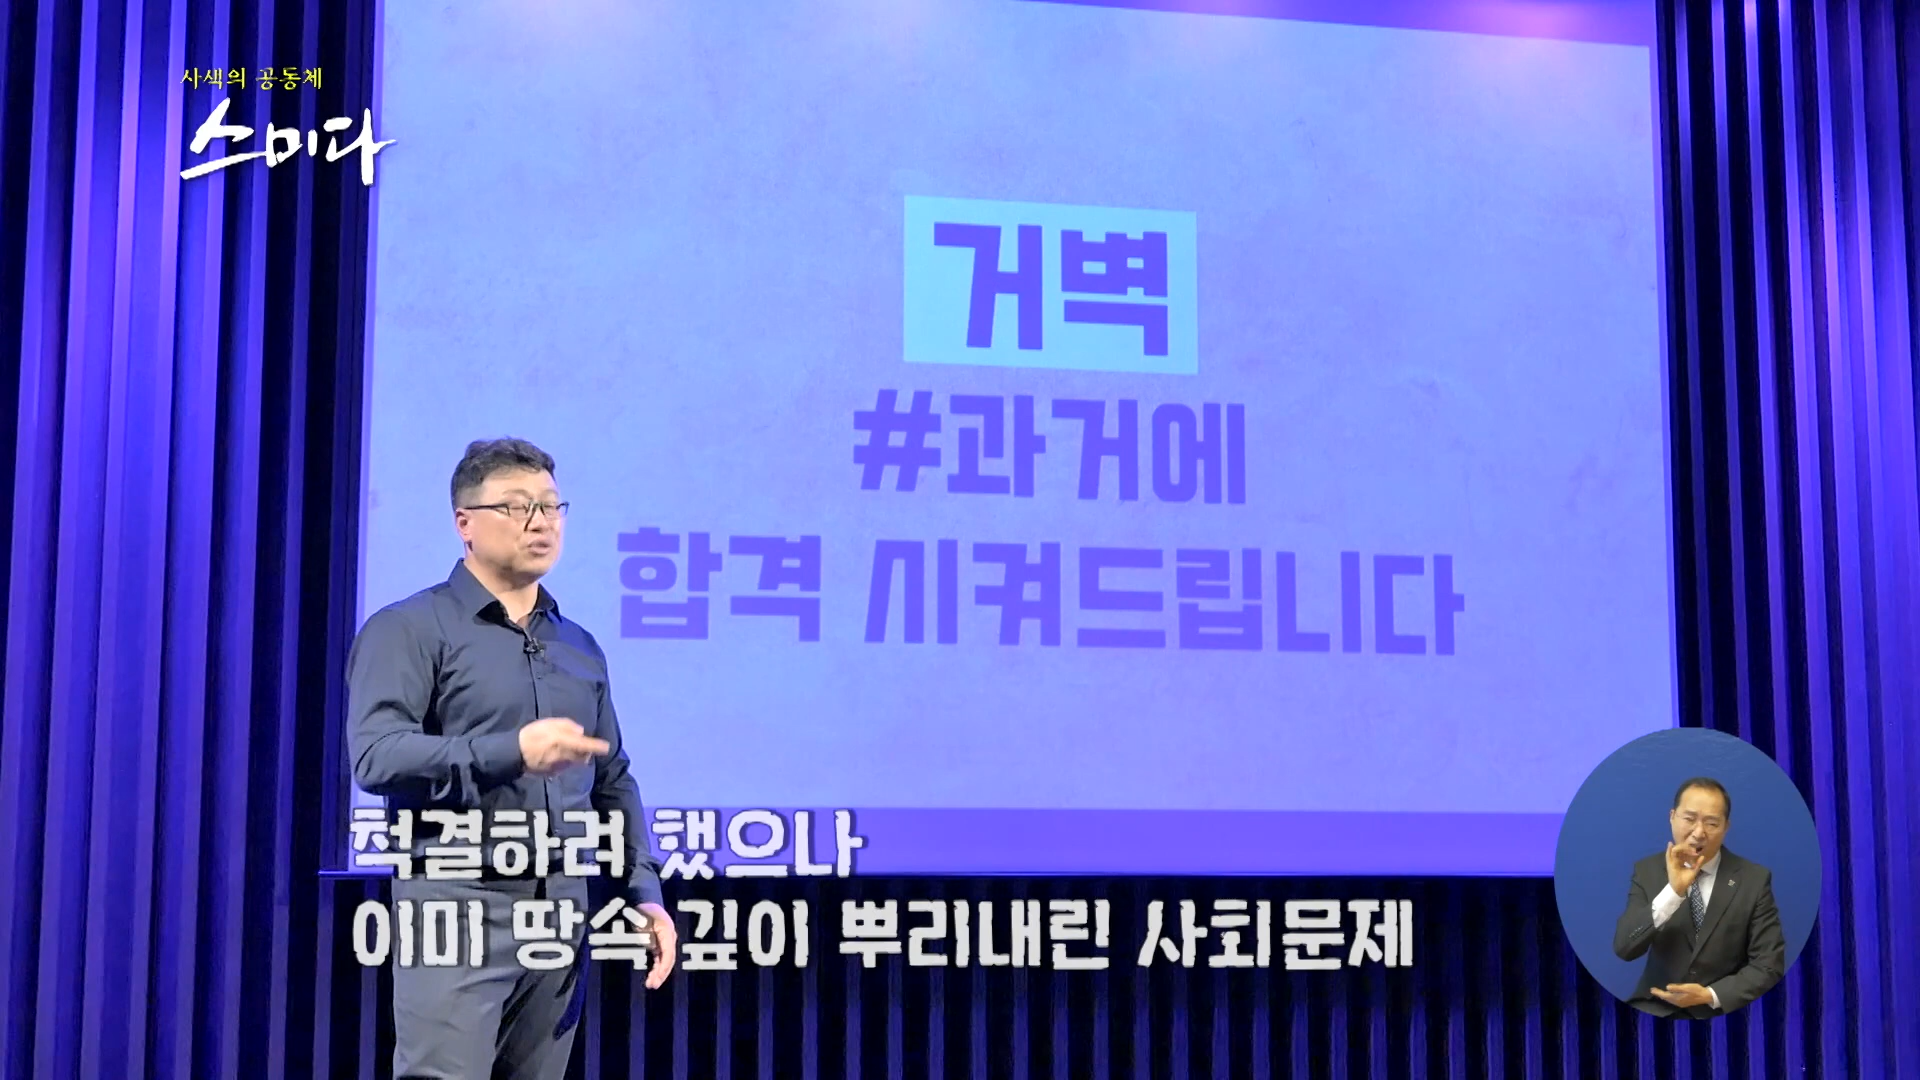 사색의 공동체
스미다
거벽
#과거에
합격 시켜드립니다
척결하려 했으나
이미 땅속 깊이 뿌리내린 사회문제